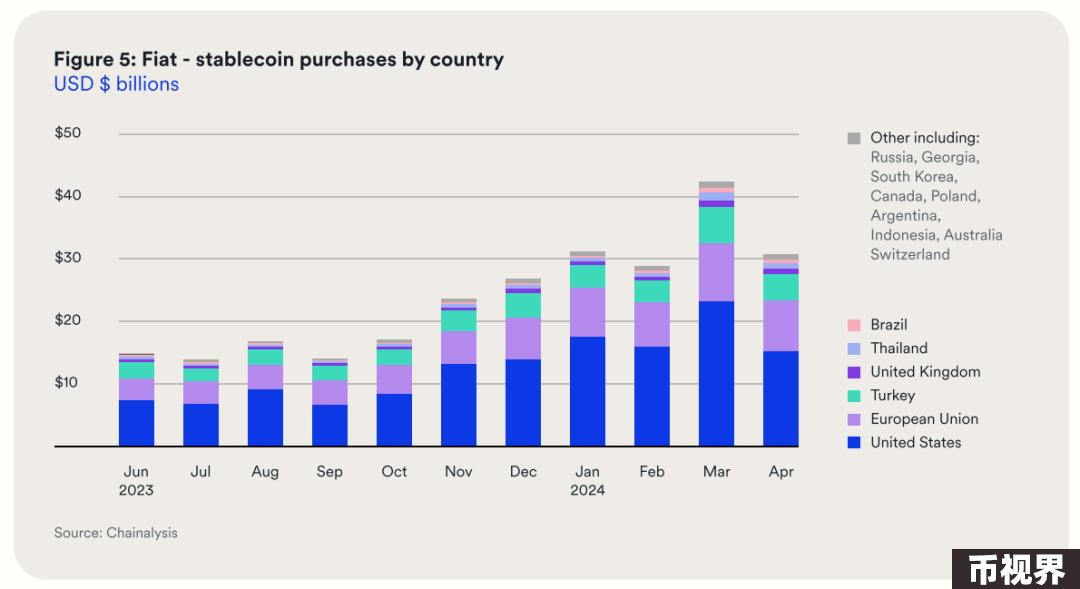 Figure 5: Fiat - stablecoin purchases by country
USD $ billions
$50
$40
$30
$20
$10
Jun
2023
Jul
Aug
Sep
Oct
Nov
Dec
Jan
2024
Feb
Mar
Apr
Other including:
Russia, Georgia,
South Korea,
Canada, Poland,
Argentina,
Indonesia, Australia
Switzerland
Brazil
Thailand
United Kingdom
Turkey
European Union
United States
Source: Chainalysis
币视界